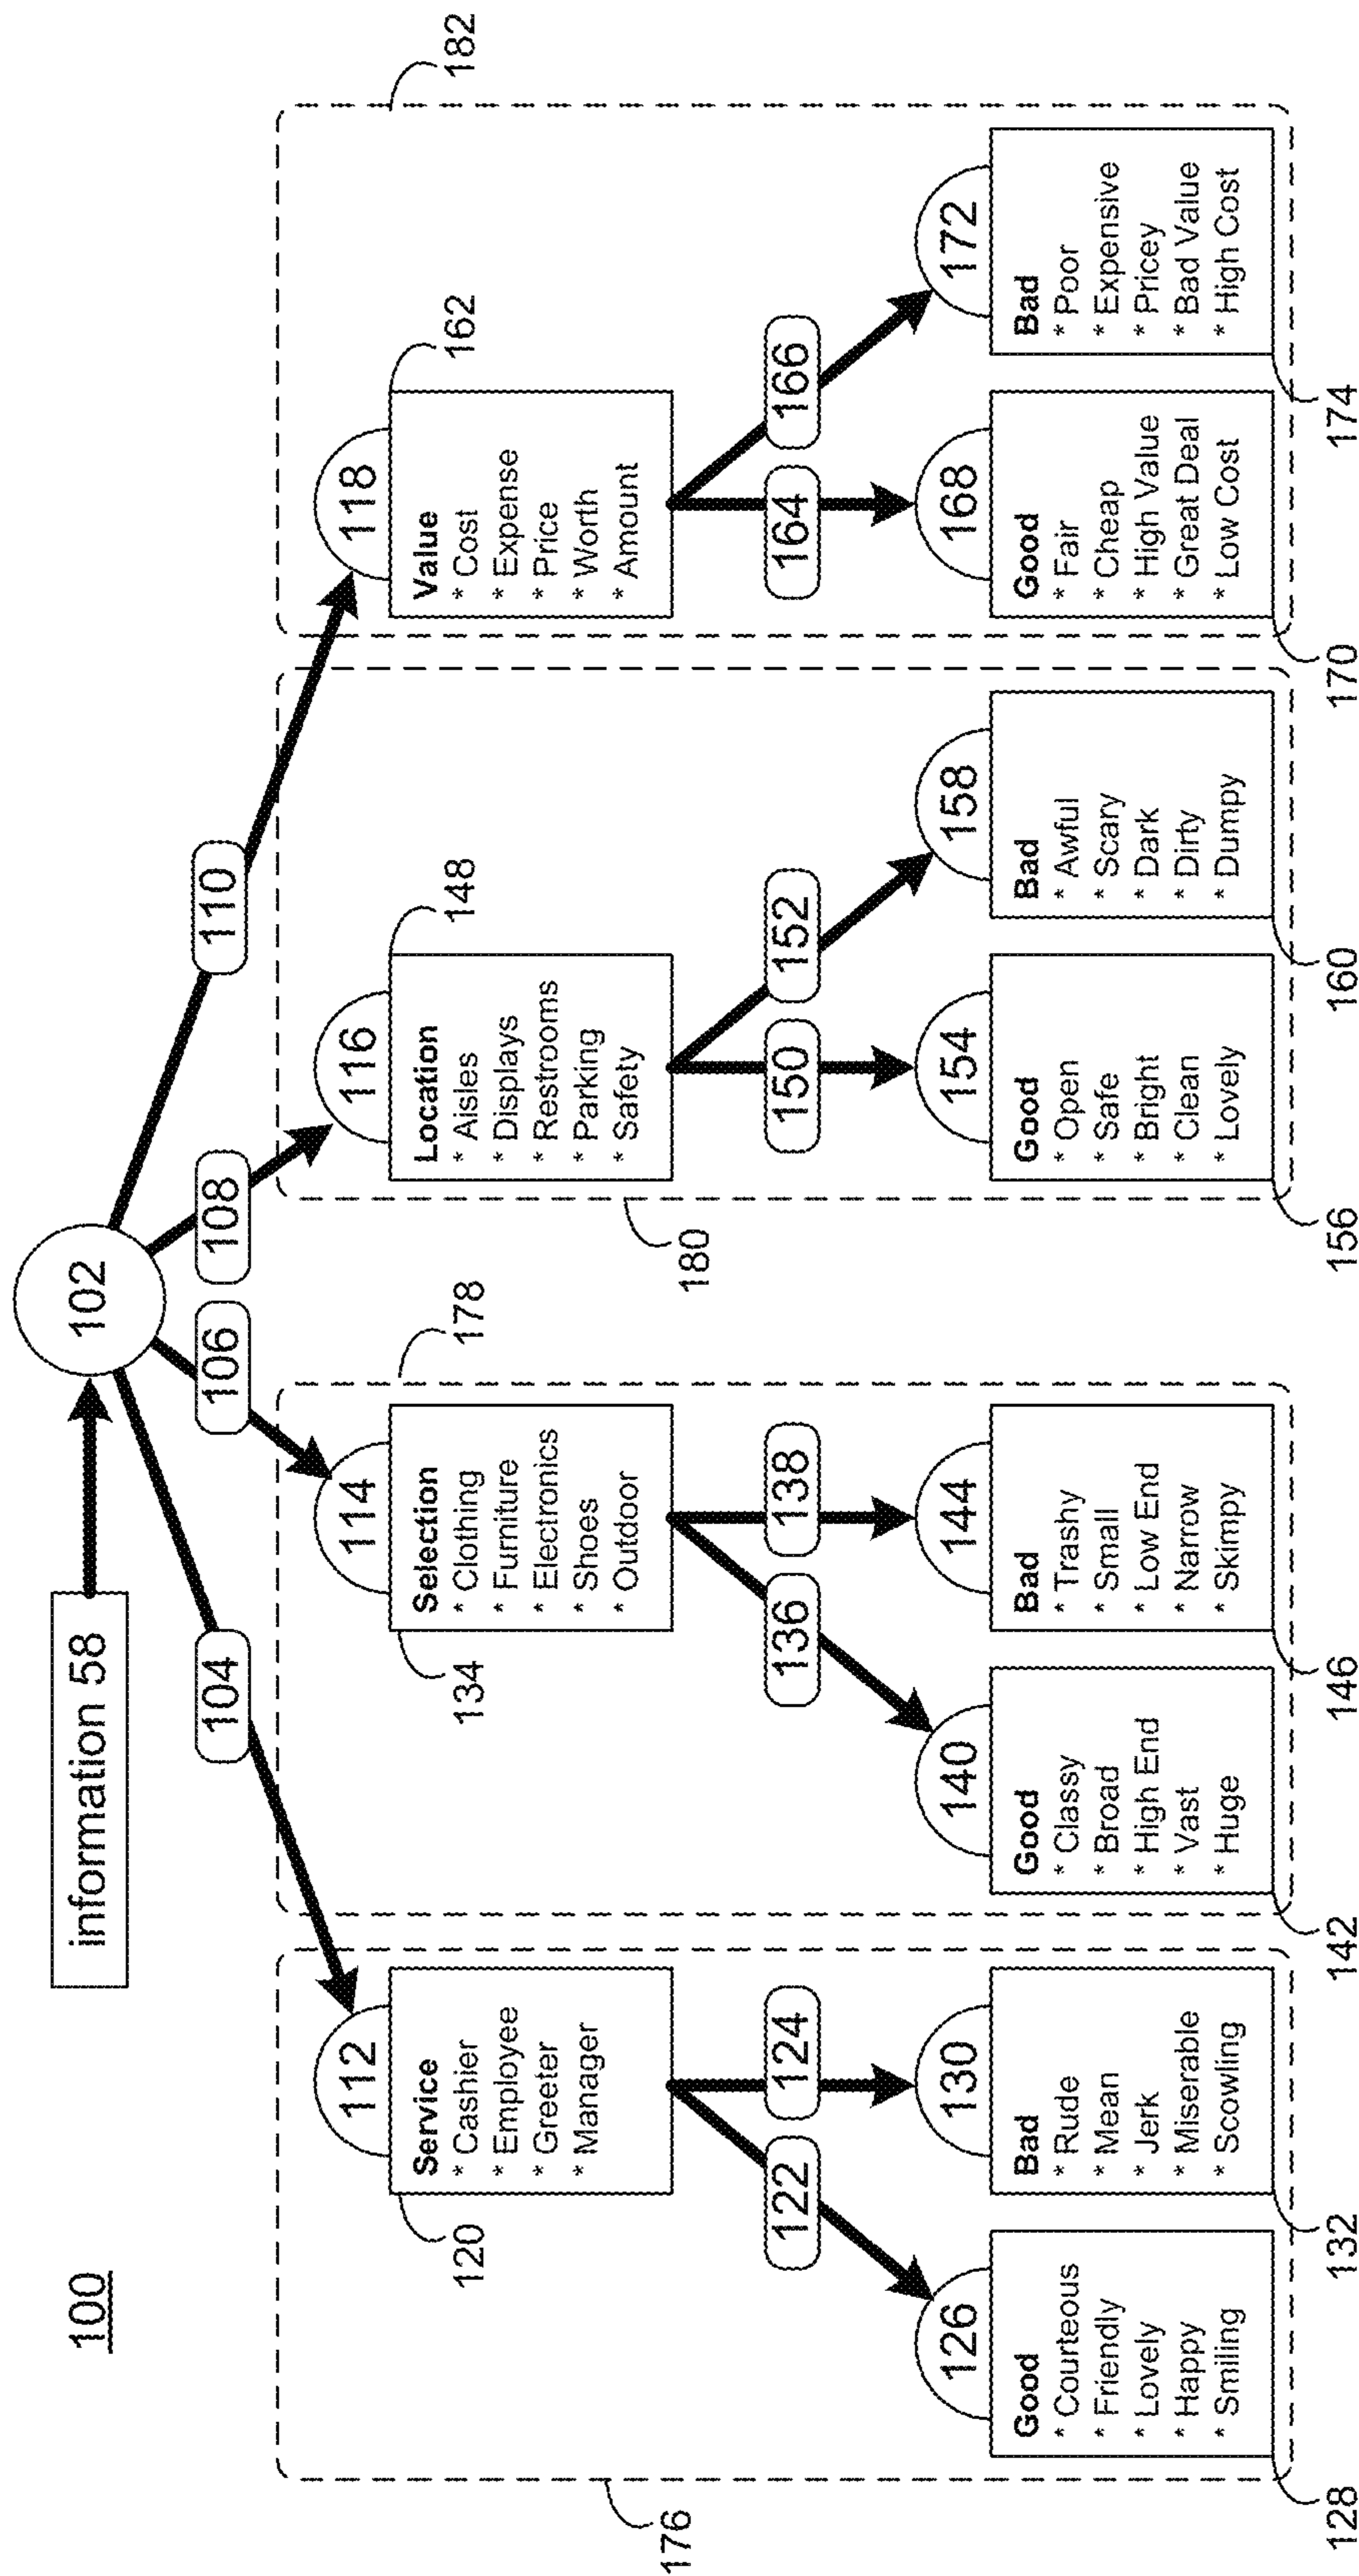 100
information 58
102
104
106
108
110
112
114
116
118
120
Service
* Cashier
* Employee
* Greeter
* Manager
134
Selection
* Clothing
* Furniture
* Electronics
* Shoes
* Outdoor
178
Location
* Aisles
* Displays
* Restrooms
* Parking
* Safety
148
Value
* Cost
* Expense
* Price
* Worth
* Amount
162
182
176
180
122
124
136
138
150
152
164
166
126
130
140
144
154
158
168
172
Good
* Courteous
* Friendly
* Lovely
* Happy
* Smiling
Bad
* Rude
* Mean
* Jerk
* Miserable
* Scowling
Good
* Classy
* Broad
* High End
* Vast
* Huge
Bad
* Trashy
* Small
* Low End
* Narrow
* Skimpy
Good
* Open
* Safe
* Bright
* Clean
* Lovely
Bad
* Awful
* Scary
* Dark
* Dirty
* Dumpy
Good
* Fair
* Cheap
* High Value
* Great Deal
* Low Cost
Bad
* Poor
* Expensive
* Pricey
* Bad Value
* High Cost
128
132
142
146
156
160
170
174